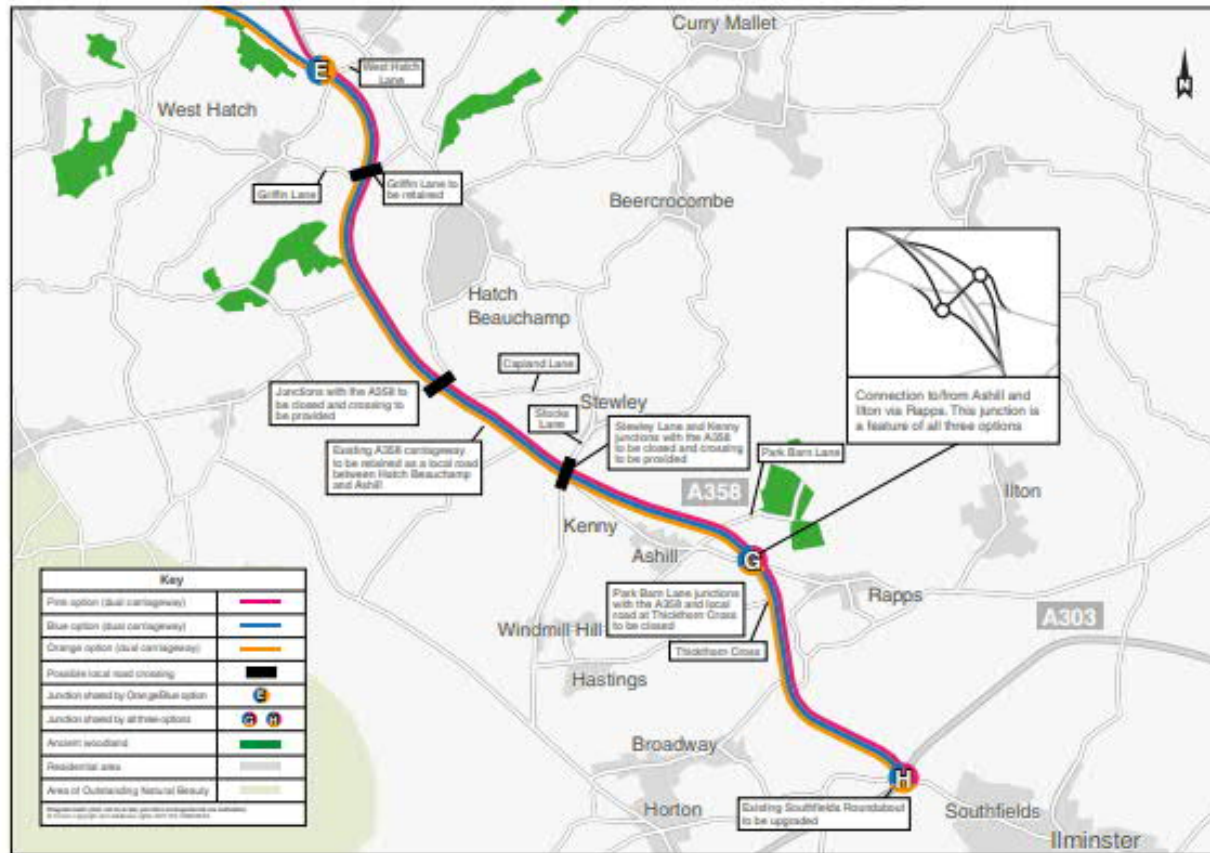 Curry Mallet
N
E
West Hatch
Lane
West Hatch
Griffin Lane
Griffin Lane to
be retained
Beercrocombe
Hatch
Beauchamp
Connection to/from Ashill and
Ilton via Rapps. This junction is
a feature of all three options
Capland Lane
Junctions with the A358 to
be closed and crossing to
be provided
Stocks
Lane
Stewley
Stewley Lane and Kenny
junctions with the A358
to be closed and crossing
to be provided
Existing A358 carriageway
to be retained as a local road
between Hatch Beauchamp
and Ashill
Park Barn Lane
A358
Ilton
Kenny
Ashill
G
Park Barn Lane junctions
with the A358 and local
road at Thickthorn Cross
to be closed
Rapps
A303
Windmill Hill
Thickthorn Cross
Hastings
Broadway
H
Horton
Existing Southfields Roundabout
to be upgraded
Southfields
Ilminster
Key
Pink option (dual carriageway)
Blue option (dual carriageway)
Orange option (dual carriageway)
Possible local road crossing
Junction shared by Orange/Blue option
E
Junction shared by all three options
G H
Ancient woodland
Residential area
Area of Outstanding Natural Beauty